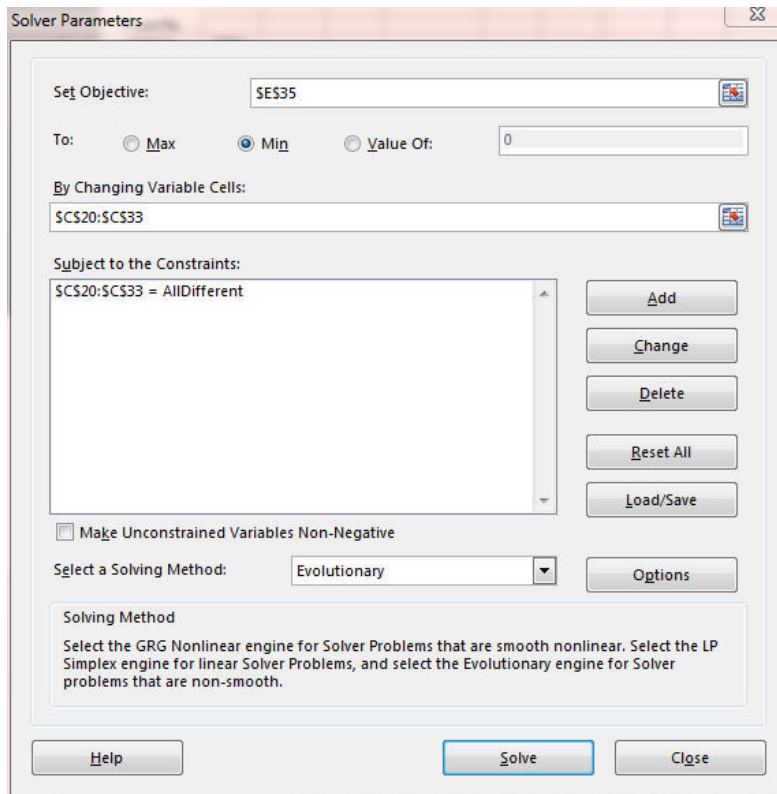 Solver Parameters
Set Objective:
$E$35
To:
Max
Min
Value Of:
0
By Changing Variable Cells:
$C$20:$C$33
Subject to the Constraints:
$C$20:$C$33 = AllDifferent
Add
Change
Delete
Reset All
Load/Save
Make Unconstrained Variables Non-Negative
Select a Solving Method:
Evolutionary
Options
Solving Method
Select the GRG Nonlinear engine for Solver Problems that are smooth nonlinear. Select the LP
Simplex engine for linear Solver Problems, and select the Evolutionary engine for Solver
problems that are non-smooth.
Help
Solve
Close